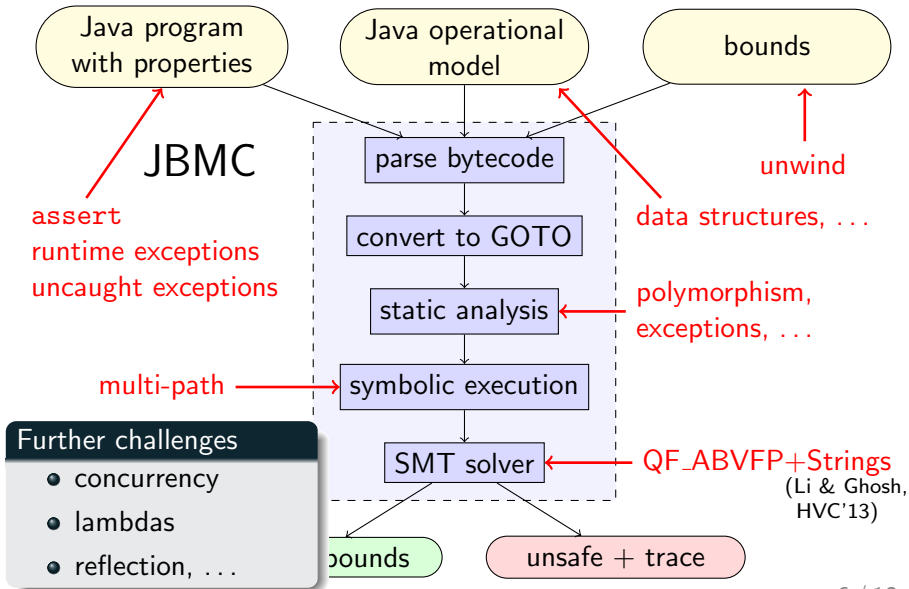 Java program
with properties
Java operational
model
bounds
JBMC
parse bytecode
unwind
assert
runtime exceptions
uncaught exceptions
convert to GOTO
data structures, ...
static analysis
polymorphism,
exceptions, ...
multi-path
symbolic execution
Further challenges
• concurrency
• lambdas
• reflection, ...
SMT solver
QF_ABVFP+Strings
(Li & Ghosh,
HVC'13)
bounds
unsafe + trace